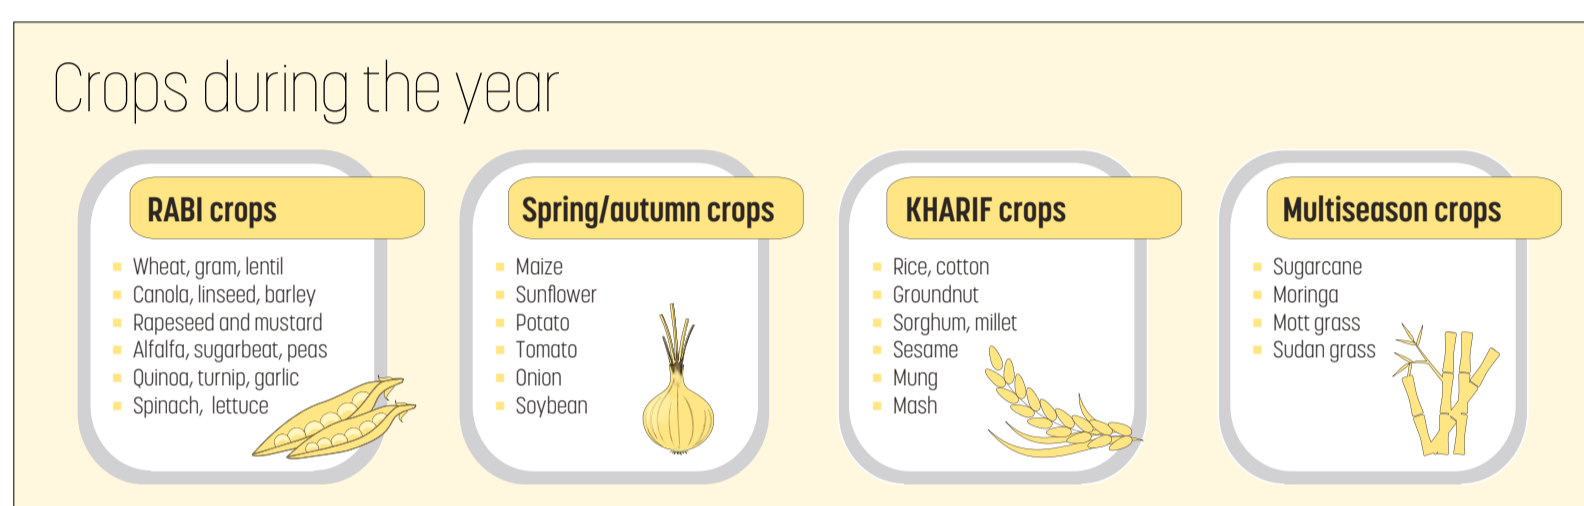 Crops during the year
RABI crops
Wheat, gram, lentil
Canola, linseed, barley
Rapeseed and mustard
Alfalfa, sugarbeat, peas
Quinoa, turnip, garlic
Spinach, lettuce
Spring/autumn crops
Maize
Sunflower
Potato
Tomato
Onion
Soybean
KHARIF crops
Rice, cotton
Groundnut
Sorghum, millet
Sesame
Mung
Mash
Multiseason crops
Sugarcane
Moringa
Mott grass
Sudan grass